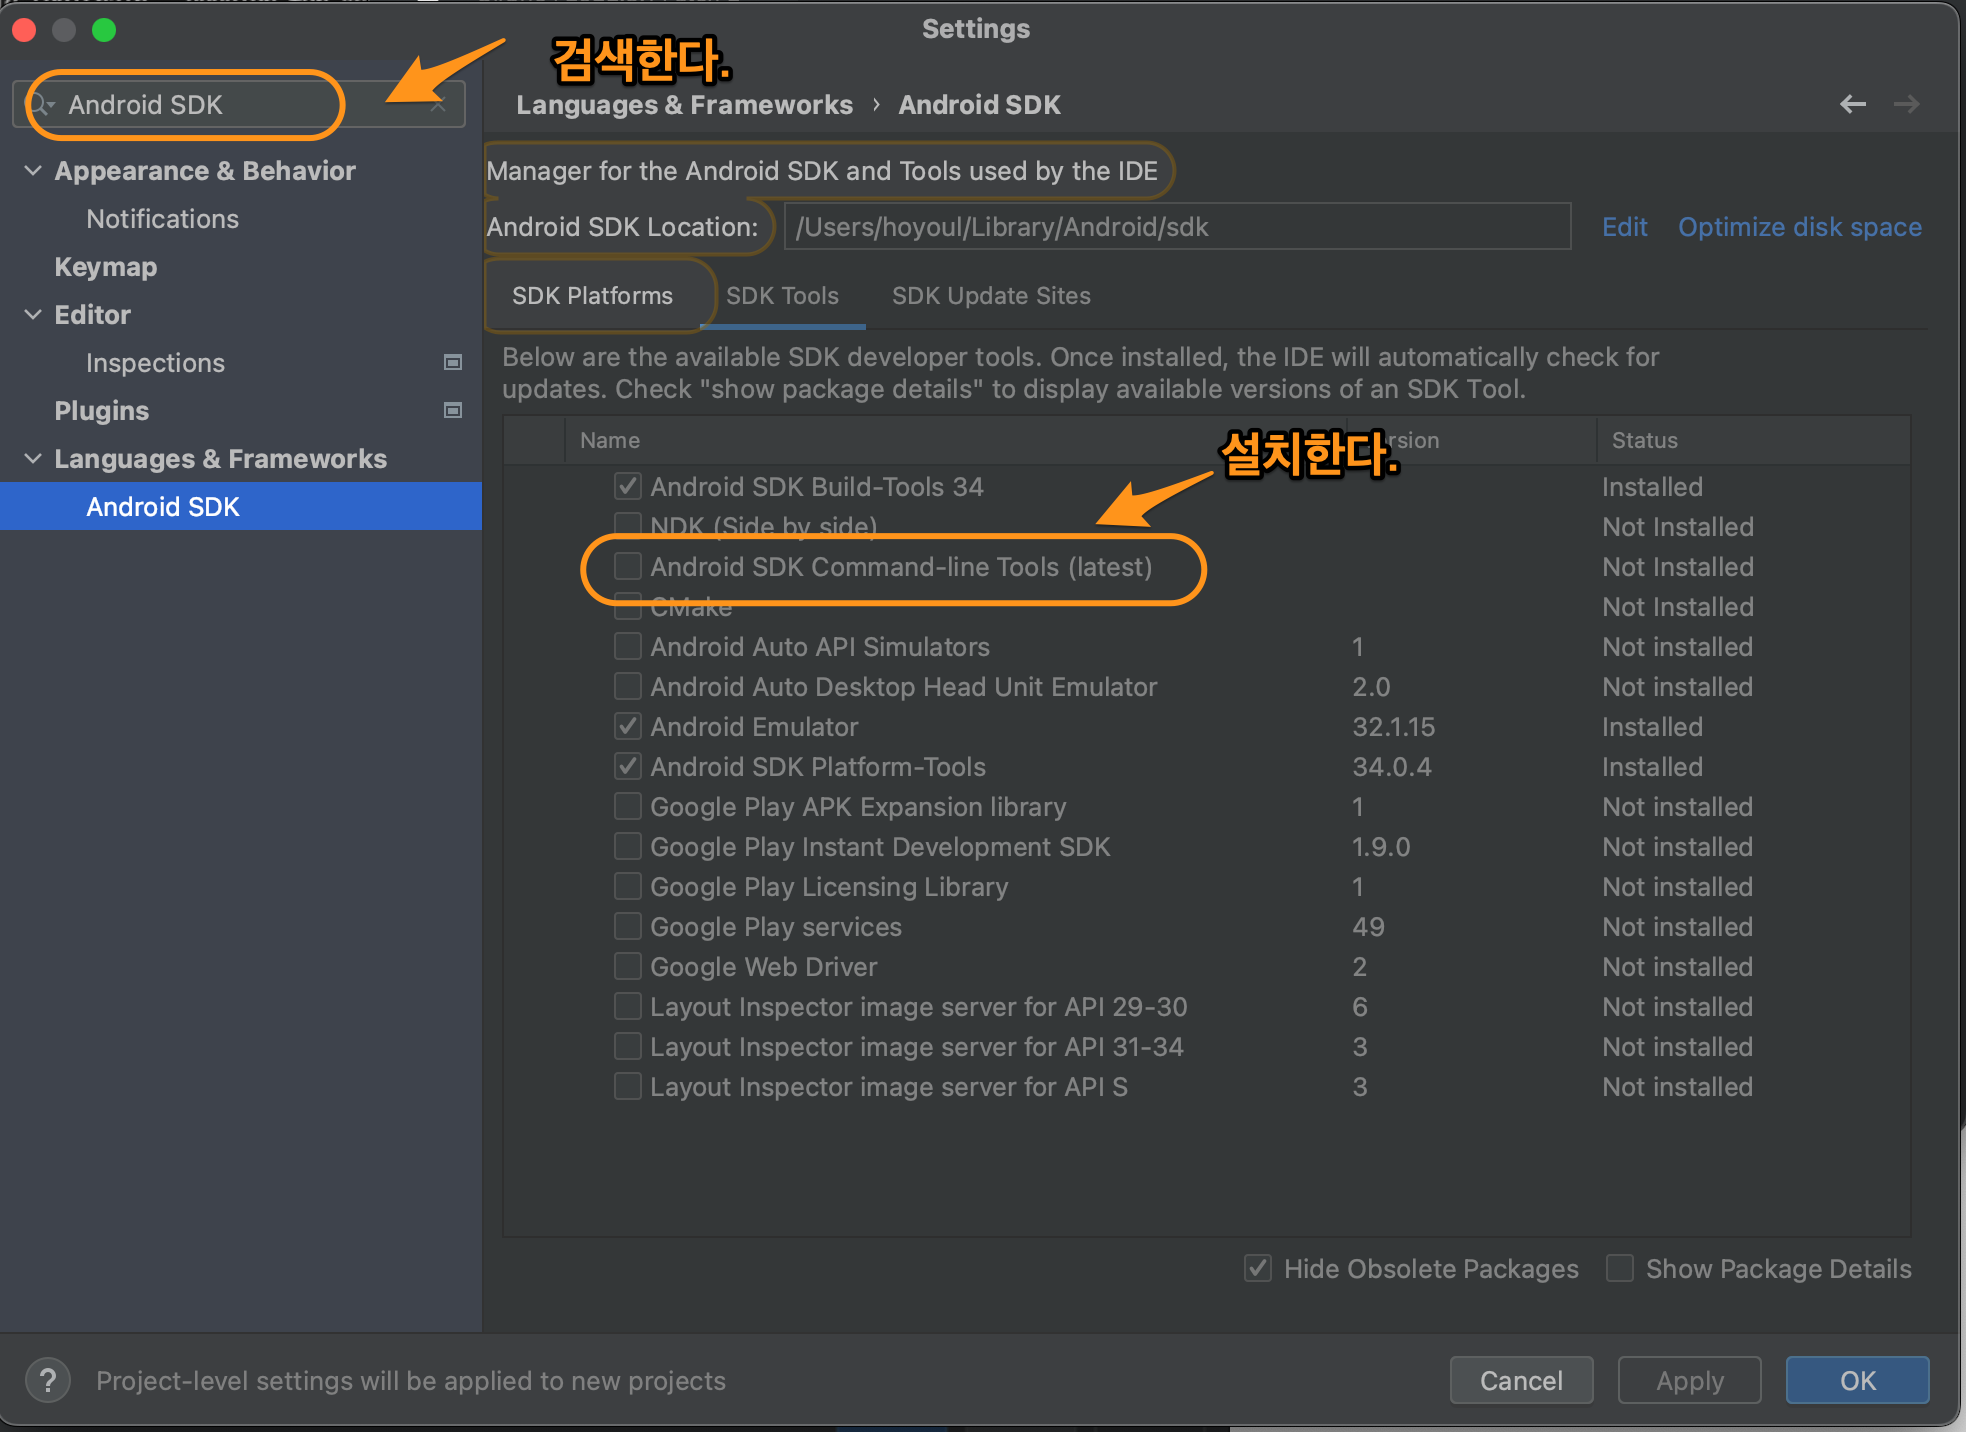 Settings
검색한다.
Android SDK
Languages & Frameworks › Android SDK
Appearance & Behavior
Notifications
Keymap
Editor
Inspections
Plugins
Languages & Frameworks
Android SDK
Manager for the Android SDK and Tools used by the IDE
Android SDK Location: /Users/hoyoul/Library/Android/sdk Edit Optimize disk space
SDK Platforms SDK Tools SDK Update Sites
Below are the available SDK developer tools. Once installed, the IDE will automatically check for
updates. Check "show package details" to display available versions of an SDK Tool.
Name Status
설치한다.
Android SDK Build-Tools 34 Installed
NDK (Side by side) Not Installed
Android SDK Command-line Tools (latest) Not Installed
CMake Not Installed
Android Auto API Simulators 1 Not installed
Android Auto Desktop Head Unit Emulator 2.0 Not installed
Android Emulator 32.1.15 Installed
Android SDK Platform-Tools 34.0.4 Installed
Google Play APK Expansion library 1 Not installed
Google Play Instant Development SDK 1.9.0 Not installed
Google Play Licensing Library 1 Not installed
Google Play services 49 Not installed
Google Web Driver 2 Not installed
Layout Inspector image server for API 29-30 6 Not installed
Layout Inspector image server for API 31-34 3 Not installed
Layout Inspector image server for API S 3 Not installed
Hide Obsolete Packages Show Package Details
? Project-level settings will be applied to new projects
Cancel Apply OK